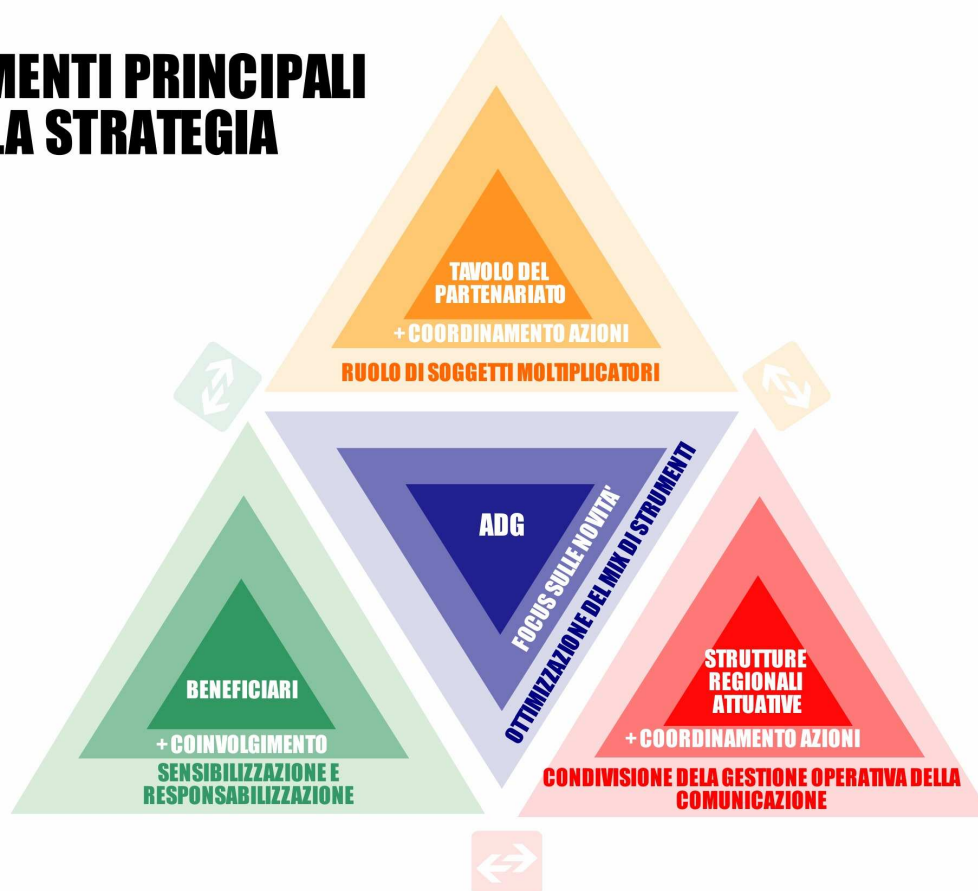 MENTI PRINCIPALI
LA STRATEGIA
TAVOLO DEL
PARTENARIATO
+ COORDINAMENTO AZIONI
RUOLO DI SOGGETTI MOLTIPLICATORI
ADG
FOCUS SULLE NOVITA'
OTTIMIZZAZIONE DEL MIX DI STRUMENTI
BENEFICIARI
+ COINVOLGIMENTO
SENSIBILIZZAZIONE E
RESPONSABILIZZAZIONE
STRUTTURE
REGIONALI
ATTUATIVE
+ COORDINAMENTO AZIONI
CONDIVISIONE DELA GESTIONE OPERATIVA DELLA
COMUNICAZIONE